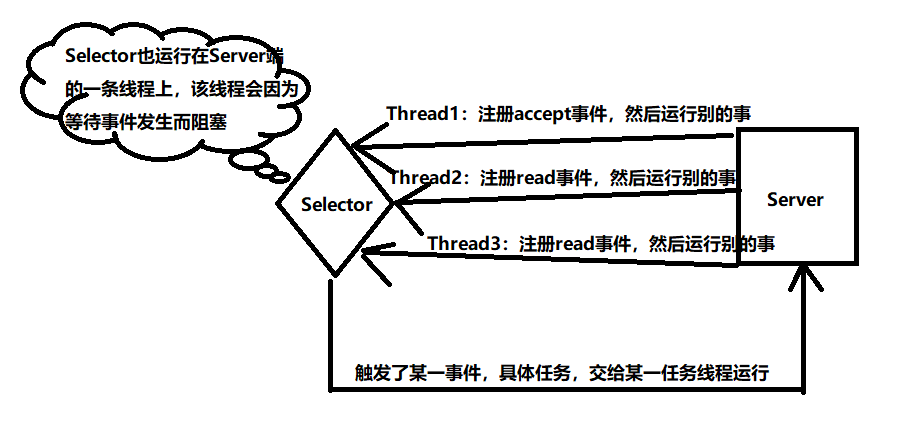 Selector也运行在Server端
的一条线程上，该线程会因为
等待事件发生而阻塞
Thread1：注册accept事件，然后运行别的事
Thread2：注册read事件，然后运行别的事
Selector
Server
Thread3：注册read事件，然后运行别的事
触发了某一事件，具体任务，交给某一任务线程运行